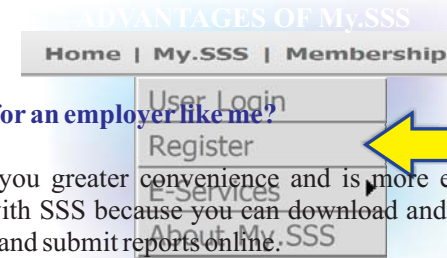 ADVANTAGES OF My.SSS
Home | My.SSS | Membership
User Login
for an employer like me?
Register
you greater convenience and is more e
E-Services
with SSS because you can download and
About My.SSS
and submit reports online.